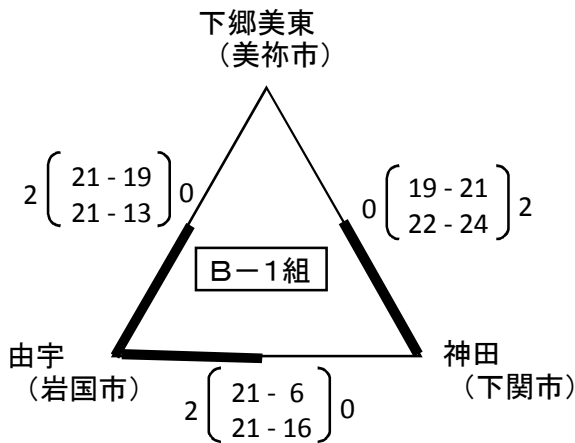 下郷美東
（美祢市）
2 21 - 19 0
21 - 13
0 19 - 21 2
22 - 24
B－1組
由宇
（岩国市）
神田
（下関市）
2 21 - 6 0
21 - 16